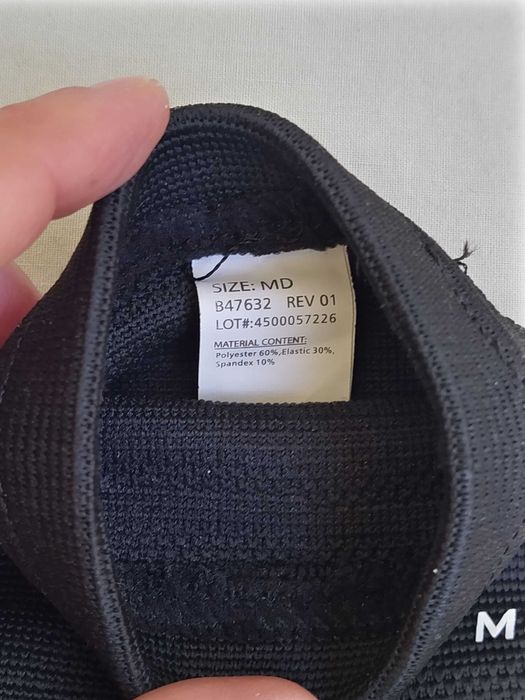 SIZE: MD
B47632 REV 01
LOT#:4500057226
MATERIAL CONTENT:
Polyester 60%,Elastic 30%,
Spandex 10%
M